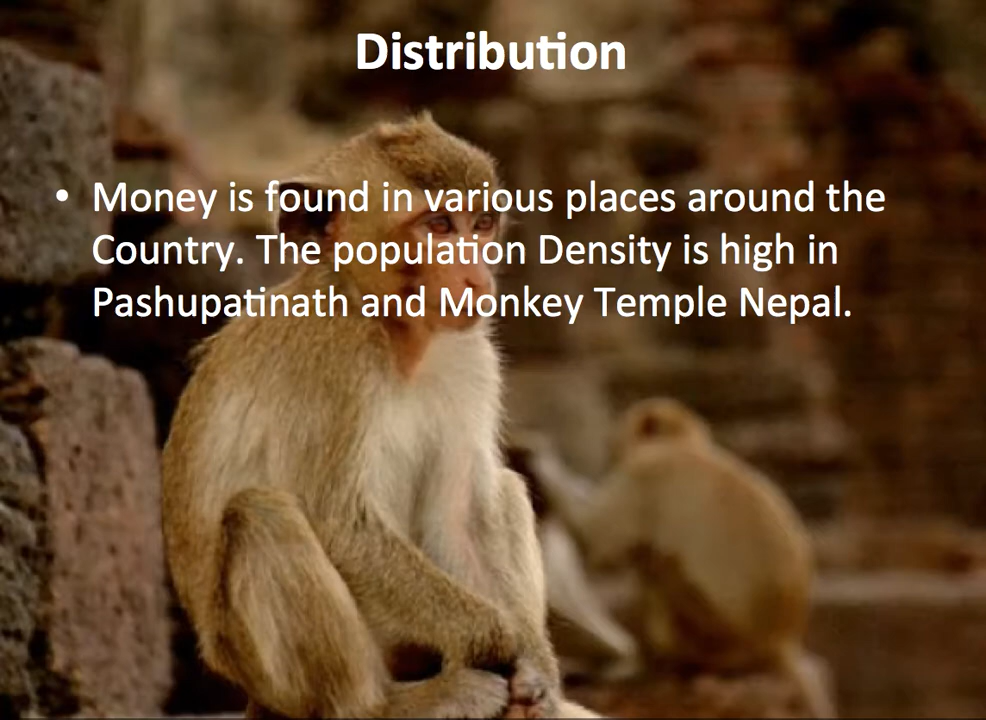 Distribution
• Money is found in various places around the
Country. The population Density is high in
Pashupatinath and Monkey Temple Nepal.